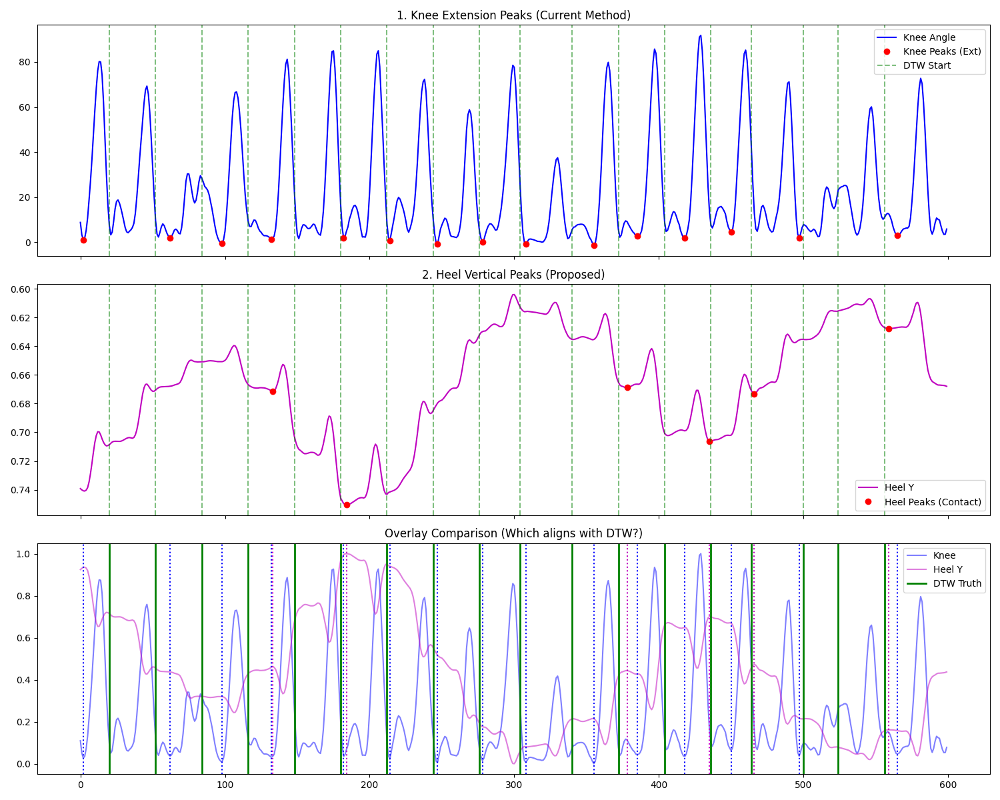 1. Knee Extension Peaks (Current Method)
80
60
40
20
0
Knee Angle
Knee Peaks (Ext)
DTW Start
2. Heel Vertical Peaks (Proposed)
0.60
0.62
0.64
0.66
0.68
0.70
0.72
0.74
Heel Y
Heel Peaks (Contact)
Overlay Comparison (Which aligns with DTW?)
1.0
0.8
0.6
0.4
0.2
0.0
Knee
Heel Y
DTW Truth
0 100 200 300 400 500 600